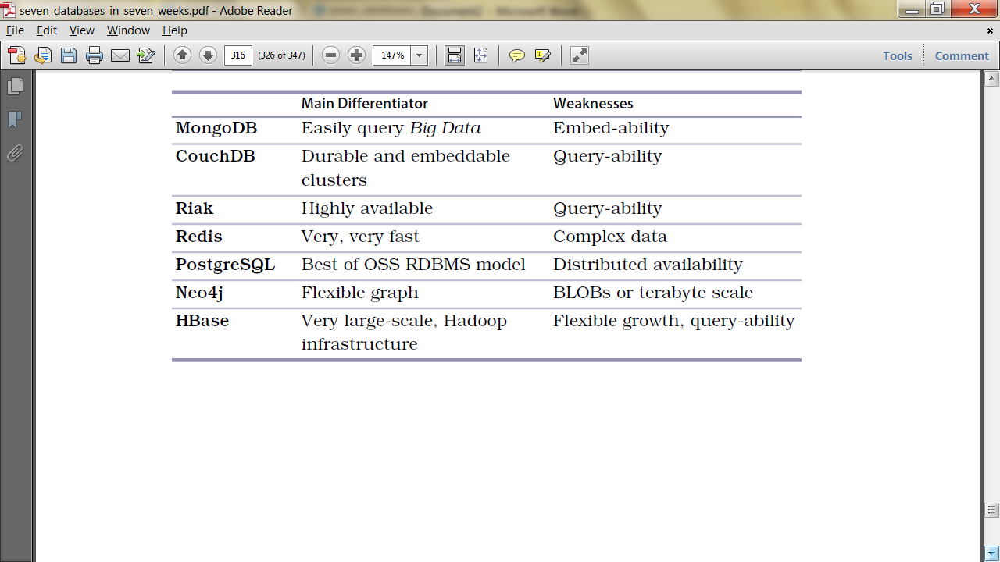 seven_databases_in_seven_weeks.pdf - Adobe Reader
File Edit View Window Help
316 (326 of 347) 147% Tools Comment
Main Differentiator Weaknesses
MongoDB Easily query Big Data Embed-ability
CouchDB Durable and embeddable Query-ability
clusters
Riak Highly available Query-ability
Redis Very, very fast Complex data
PostgreSQL Best of OSS RDBMS model Distributed availability
Neo4j Flexible graph BLOBs or terabyte scale
HBase Very large-scale, Hadoop Flexible growth, query-ability
infrastructure